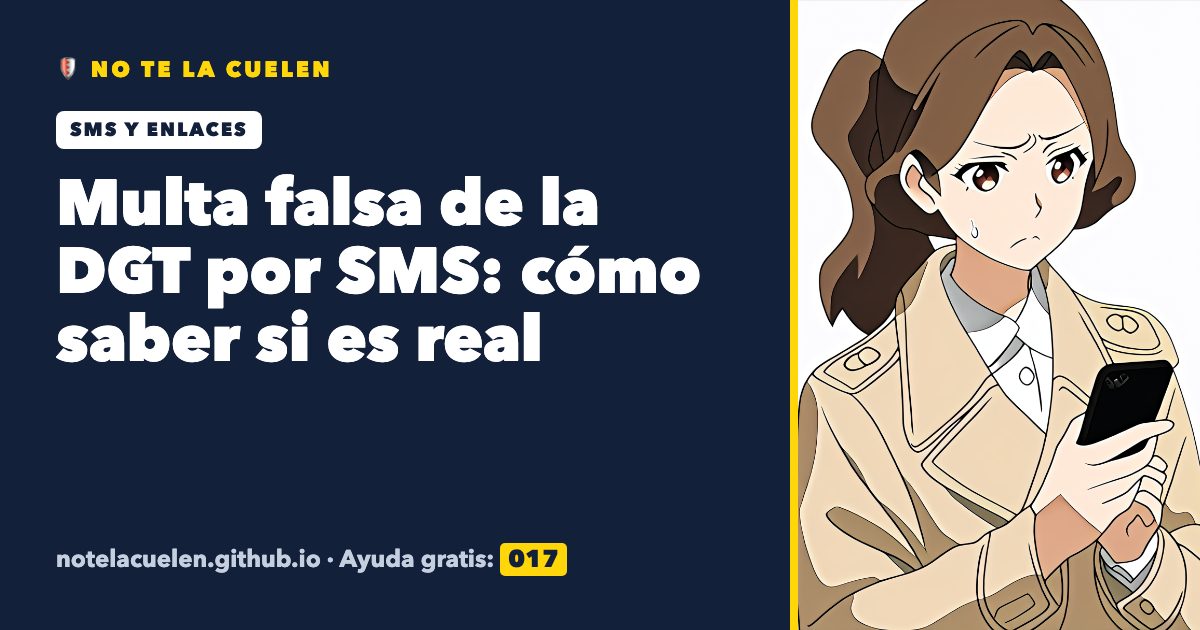 NO TE LA CUELEN
SMS Y ENLACES
Multa falsa de la
DGT por SMS: cómo
saber si es real
notelacuelen.github.io · Ayuda gratis: 017